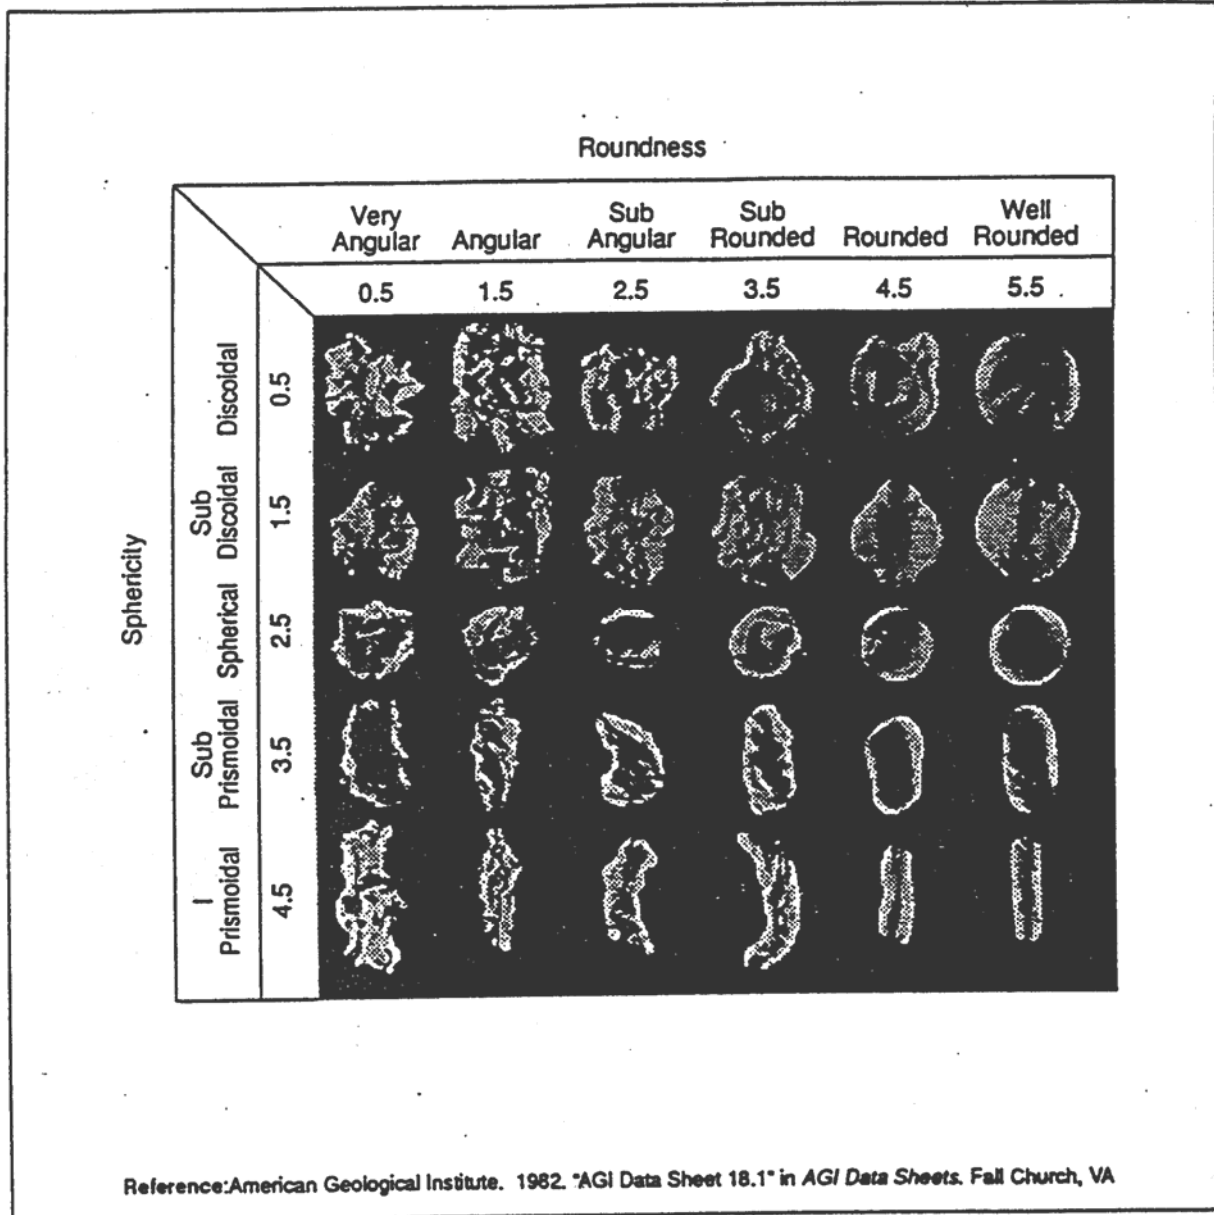 Roundness
Very Angular
Angular
Sub Angular
Sub Rounded
Rounded
Well Rounded
0.5 1.5 2.5 3.5 4.5 5.5
Sphericity
Discoidal
0.5
Sub Discoidal
1.5
Spherical
2.5
Sub Prismoidal
3.5
I Prismoidal
4.5
Reference:American Geological Institute. 1982. "AGI Data Sheet 18.1" in AGI Data Sheets. Fall Church, VA